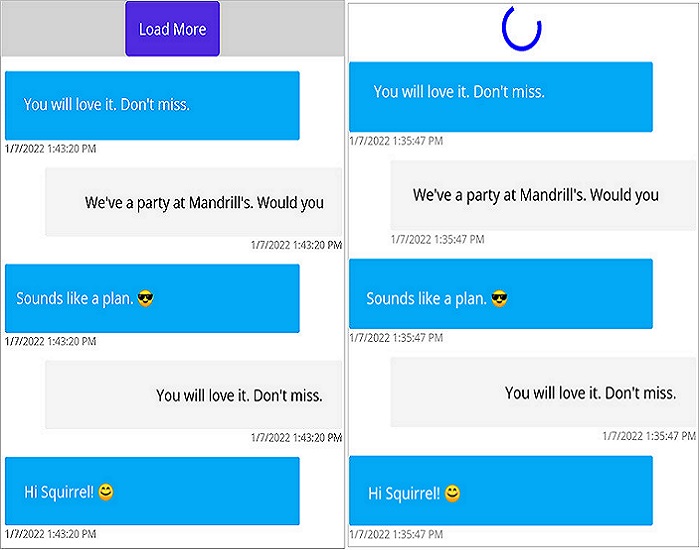 Load More
You will love it. Don't miss.
1/7/2022 1:43:20 PM
We've a party at Mandrill's. Would you
1/7/2022 1:43:20 PM
Sounds like a plan. 😎
1/7/2022 1:43:20 PM
You will love it. Don't miss.
1/7/2022 1:43:20 PM
Hi Squirrel! 😊
1/7/2022 1:43:20 PM
You will love it. Don't miss.
1/7/2022 1:35:47 PM
We've a party at Mandrill's. Would you
1/7/2022 1:35:47 PM
Sounds like a plan. 😎
1/7/2022 1:35:47 PM
You will love it. Don't miss.
1/7/2022 1:35:47 PM
Hi Squirrel! 😊
1/7/2022 1:35:47 PM